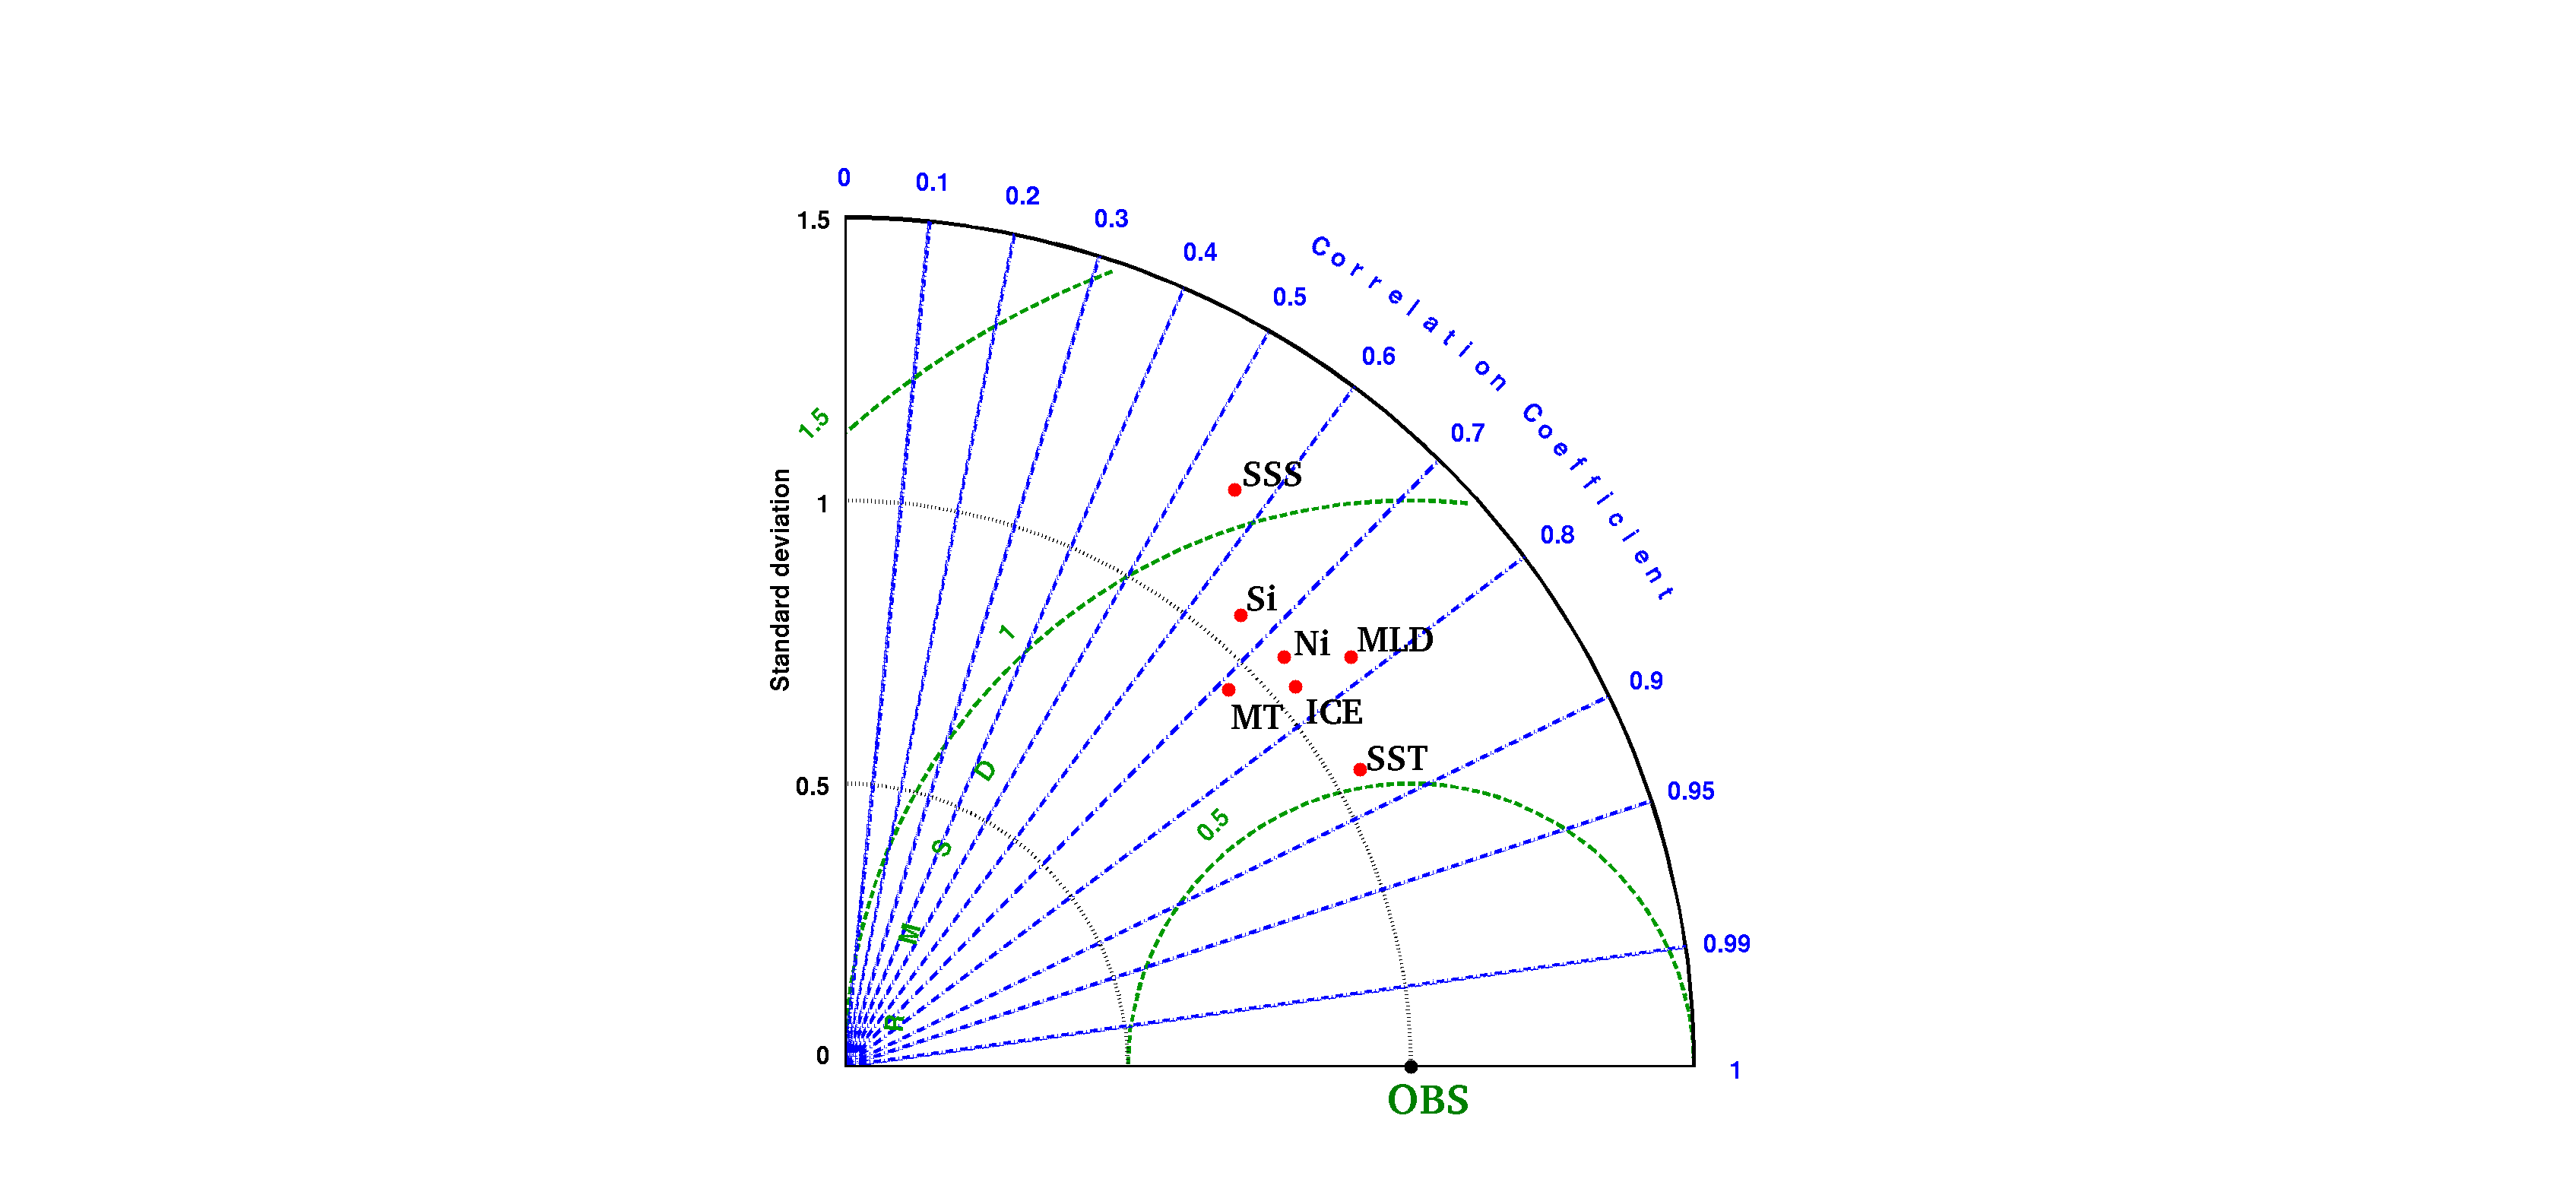 0
0.1
0.2
0.3
0.4
0.5
0.6
0.7
0.8
0.9
0.95
0.99
1
Correlation Coefficient
1.5
1
0.5
0
Standard deviation
1.5
1
0.5
RMSD
SSS
Si
Ni
MLD
MT
ICE
SST
OBS